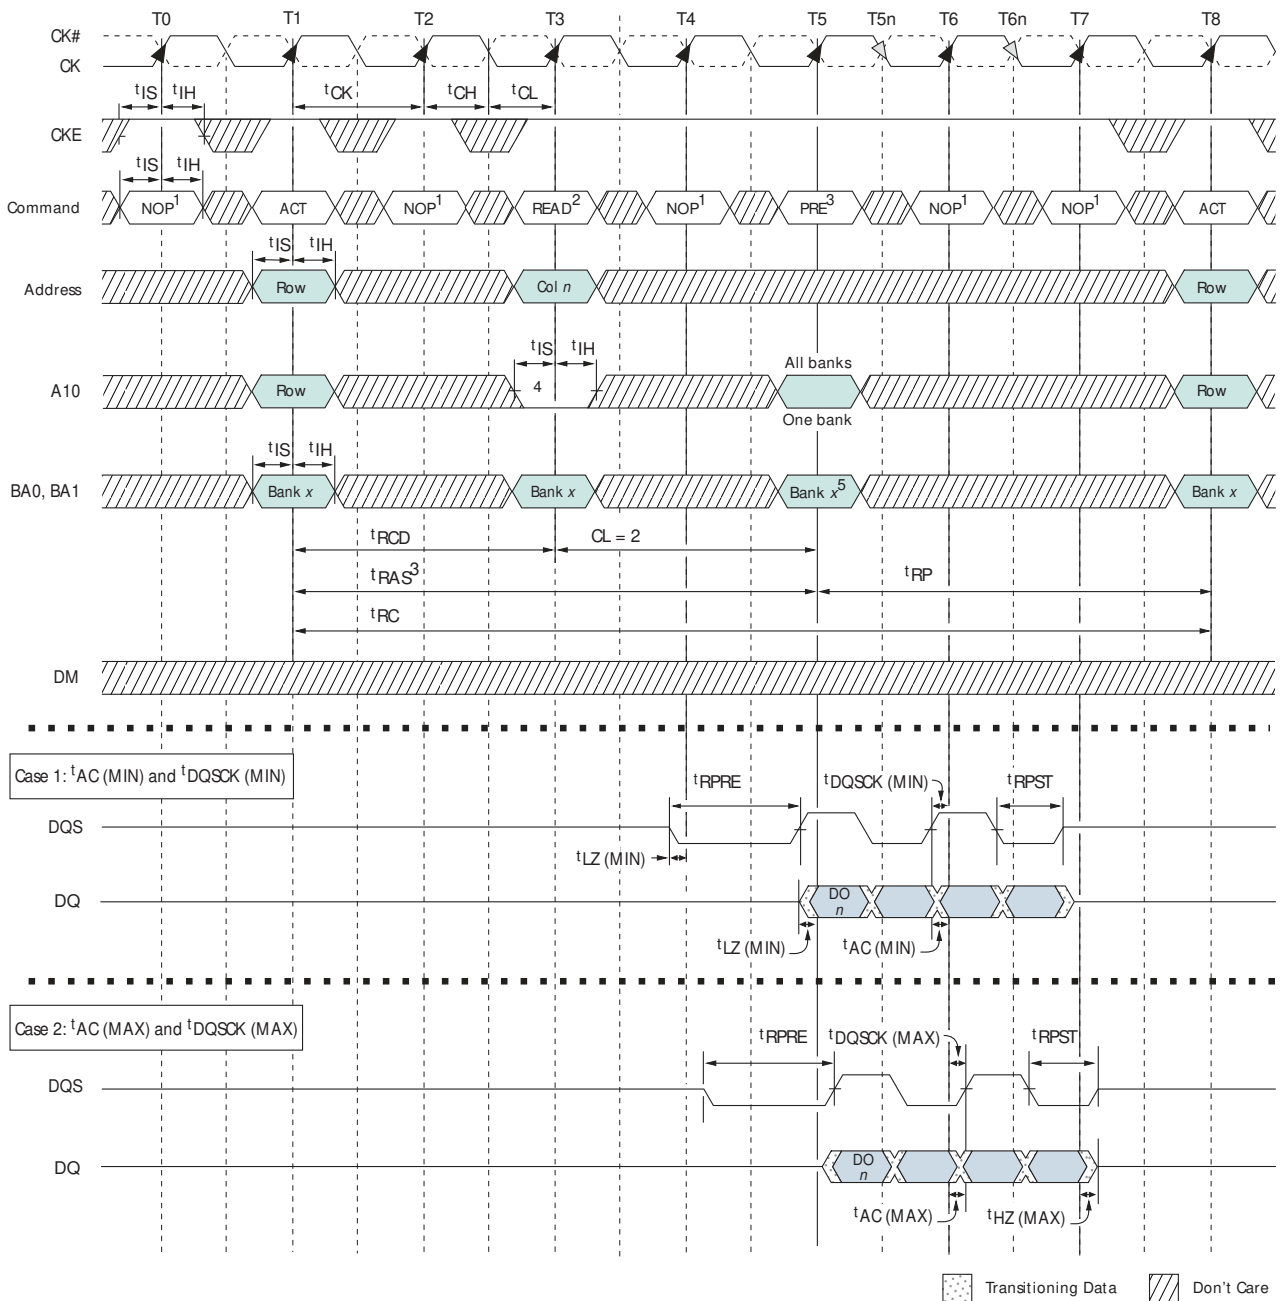 T0 T1 T2 T3 T4 T5 T5n T6 T6n T7 T8
CK#
CK
tIS tIH tCK tCH tCL
CKE
tIS tIH
Command NOP1 ACT NOP1 READ2 NOP1 PRE3 NOP1 NOP1 ACT
tIS tIH
Address Row Col n Row
tIS tIH All banks
A10 Row 4 Row
One bank
tIS tIH
BA0, BA1 Bank x Bank x Bank x5 Bank x
tRCD CL = 2
tRAS3 tRP
tRC
DM
Case 1: tAC (MIN) and tDQSCK (MIN)
tRPRE tDQSCK (MIN) tRPST
DQS
tLZ (MIN)
DQ DO n
tLZ (MIN) tAC (MIN)
Case 2: tAC (MAX) and tDQSCK (MAX)
tRPRE tDQSCK (MAX) tRPST
DQS
DQ DO n
tAC (MAX) tHZ (MAX)
Transitioning Data Don't Care